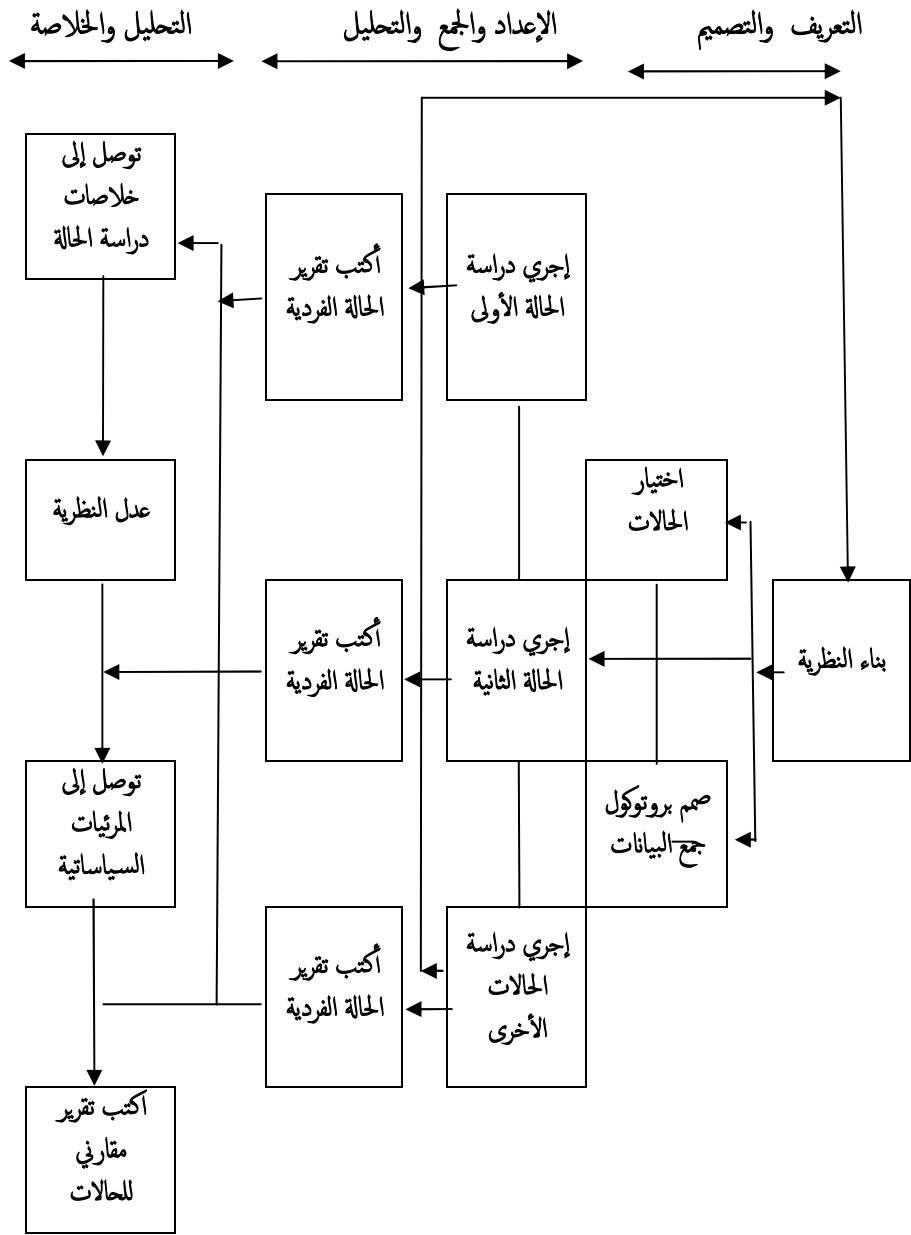 التعريف والتصميم
الإعداد والجمع والتحليل
التحليل والخلاصة
بناء النظرية
اختيار
الحالات
صمم بروتوكول
جمع البيانات
إجري دراسة
الحالة الأولى
إجري دراسة
الحالة الثانية
إجري دراسة
الحالات
الأخرى
أكتب تقرير
الحالة الفردية
أكتب تقرير
الحالة الفردية
أكتب تقرير
الحالة الفردية
توصل إلى
خلاصات
دراسة الحالة
عدل النظرية
توصل إلى
المرئيات
السياساتية
اكتب تقرير
مقارني
للحالات